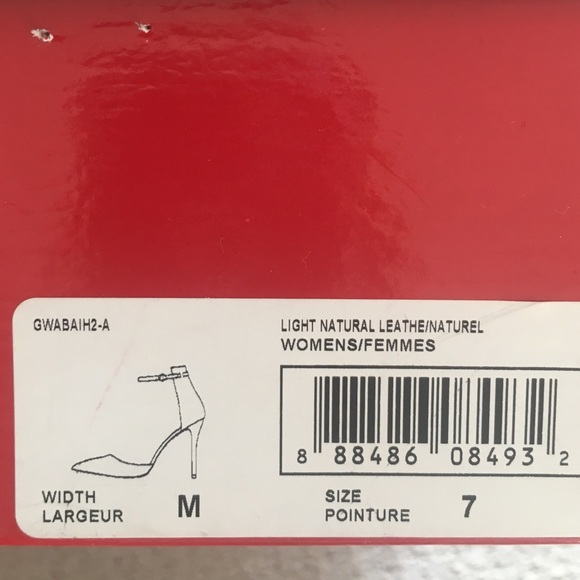 GWABAIH2-A
LIGHT NATURAL LEATHE/NATUREL
WOMENS/FEMMES
8 88486 08493 2
WIDTH
LARGEUR
M
SIZE
POINTURE
7